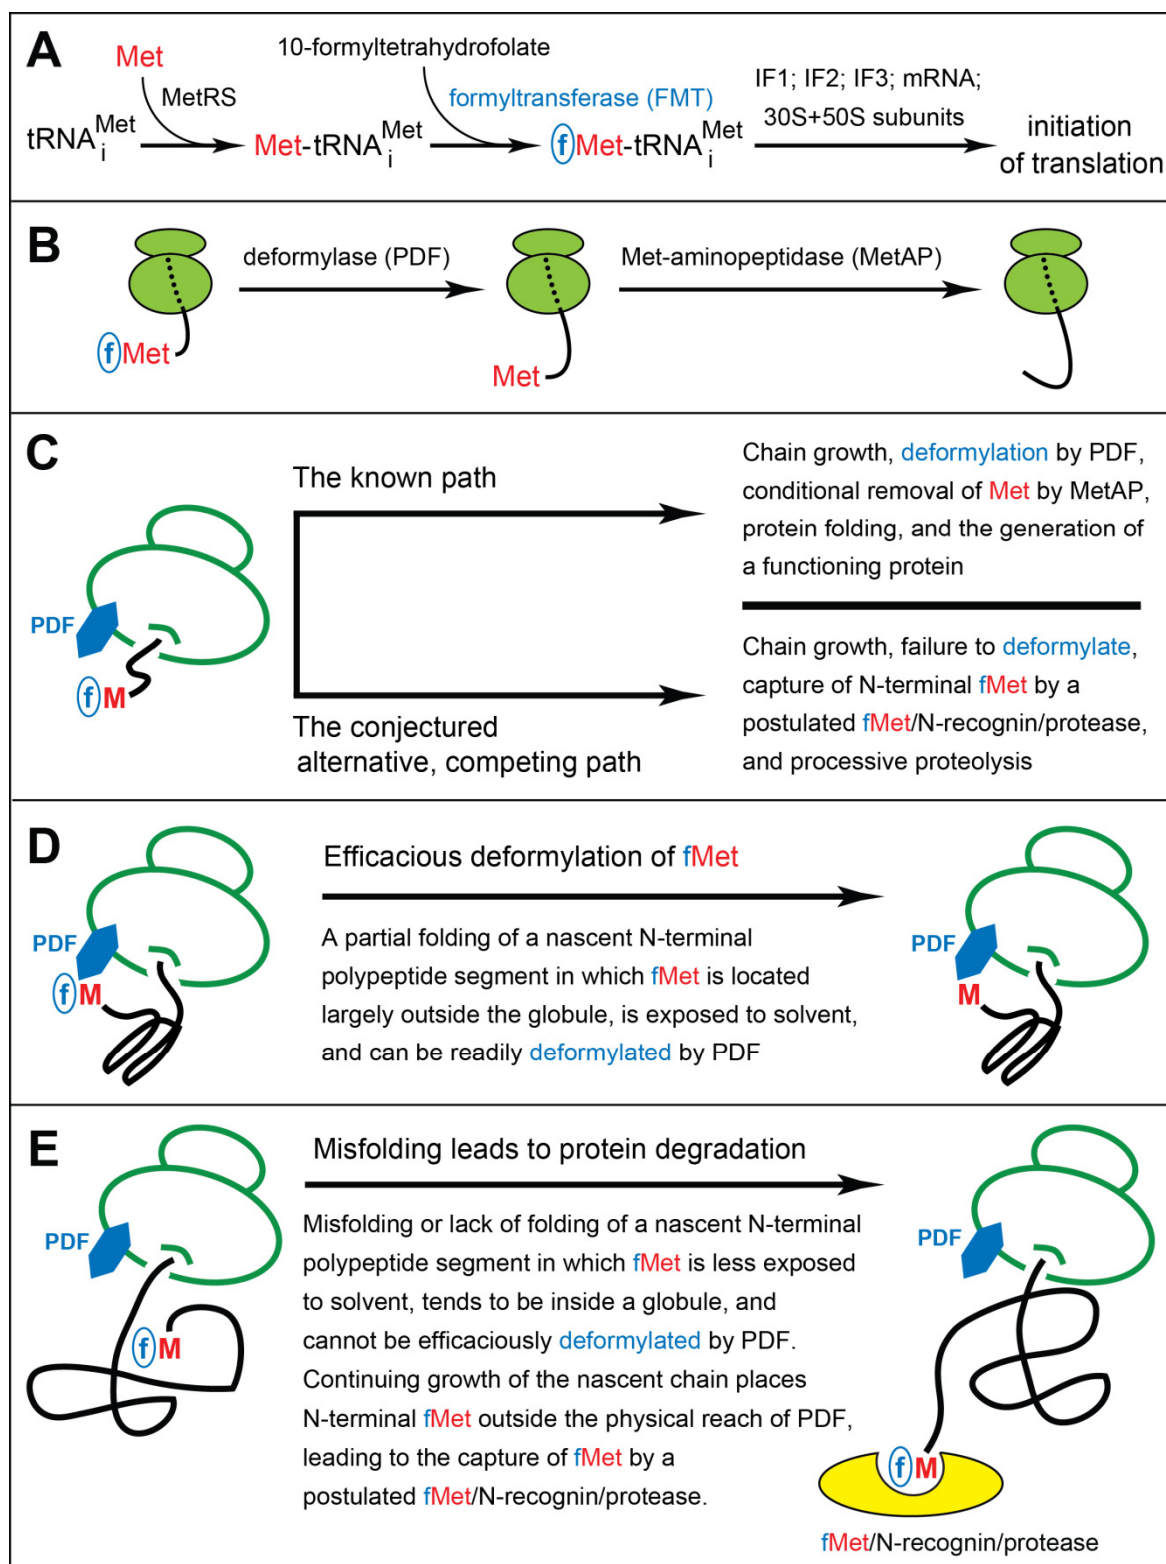 A
Met
10-formyltetrahydrofolate
MetRS
formyltransferase (FMT)
IF1; IF2; IF3; mRNA;
30S+50S subunits
tRNA i Met
Met-tRNA i Met
fMet-tRNA i Met
initiation
of translation
B
deformylase (PDF)
Met-aminopeptidase (MetAP)
fMet
Met
C
The known path
Chain growth, deformylation by PDF,
conditional removal of Met by MetAP,
protein folding, and the generation of
a functioning protein
PDF
fM
The conjectured
alternative, competing path
Chain growth, failure to deformylate,
capture of N-terminal fMet by a
postulated fMet/N-recognin/protease,
and processive proteolysis
D
Efficacious deformylation of fMet
PDF
fM
A partial folding of a nascent N-terminal
polypeptide segment in which fMet is located
largely outside the globule, is exposed to solvent,
and can be readily deformylated by PDF
PDF
M
E
Misfolding leads to protein degradation
PDF
fM
Misfolding or lack of folding of a nascent N-terminal
polypeptide segment in which fMet is less exposed
to solvent, tends to be inside a globule, and
cannot be efficaciously deformylated by PDF.
Continuing growth of the nascent chain places
N-terminal fMet outside the physical reach of PDF,
leading to the capture of fMet by a
postulated fMet/N-recognin/protease.
PDF
fM
fMet/N-recognin/protease